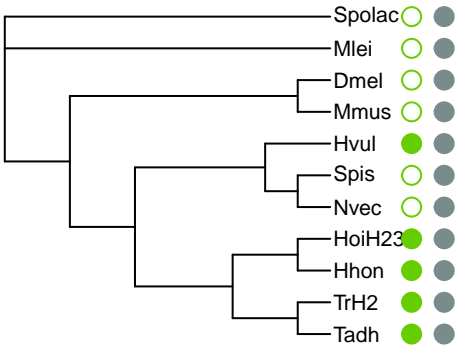 Spolac
Mlei
Dmel
Mmus
Hvul
Spis
Nvec
HoiH23
Hhon
TrH2
Tadh